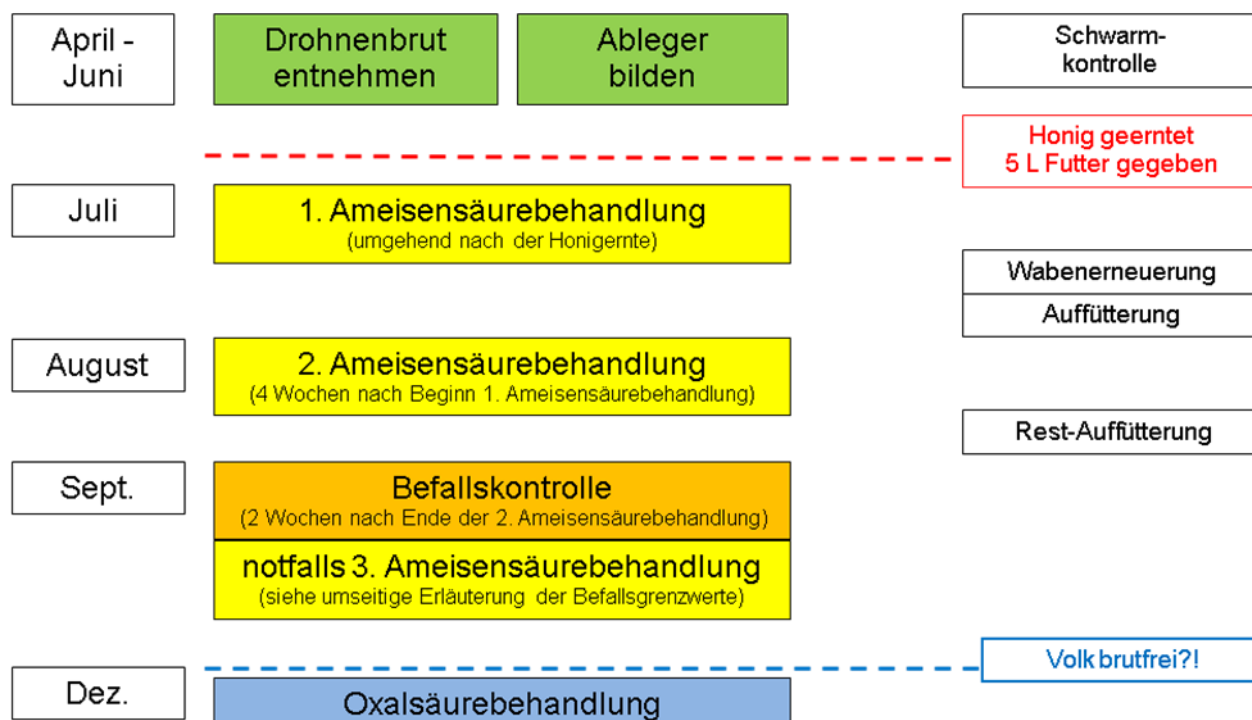 April -
Juni
Drohnenbrut
entnehmen
Ableger
bilden
Schwarm-
kontrolle
Honig geerntet
5 L Futter gegeben
Juli
1. Ameisensäurebehandlung
(umgehend nach der Honigernte)
Wabenerneuerung
Auffütterung
August
2. Ameisensäurebehandlung
(4 Wochen nach Beginn 1. Ameisensäurebehandlung)
Rest-Auffütterung
Sept.
Befallskontrolle
(2 Wochen nach Ende der 2. Ameisensäurebehandlung)
notfalls 3. Ameisensäurebehandlung
(siehe umseitige Erläuterung der Befallsgrenzwerte)
Volk brutfrei?!
Dez.
Oxalsäurebehandlung